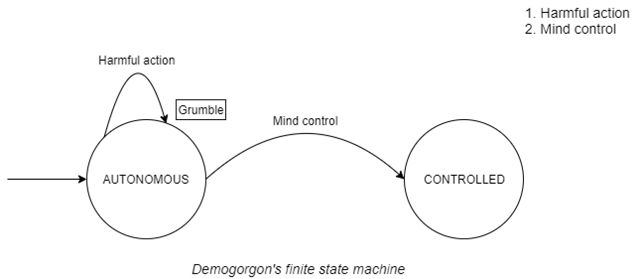 1. Harmful action
2. Mind control
Harmful action
Grumble
Mind control
AUTONOMOUS
CONTROLLED
Demogorgon's finite state machine